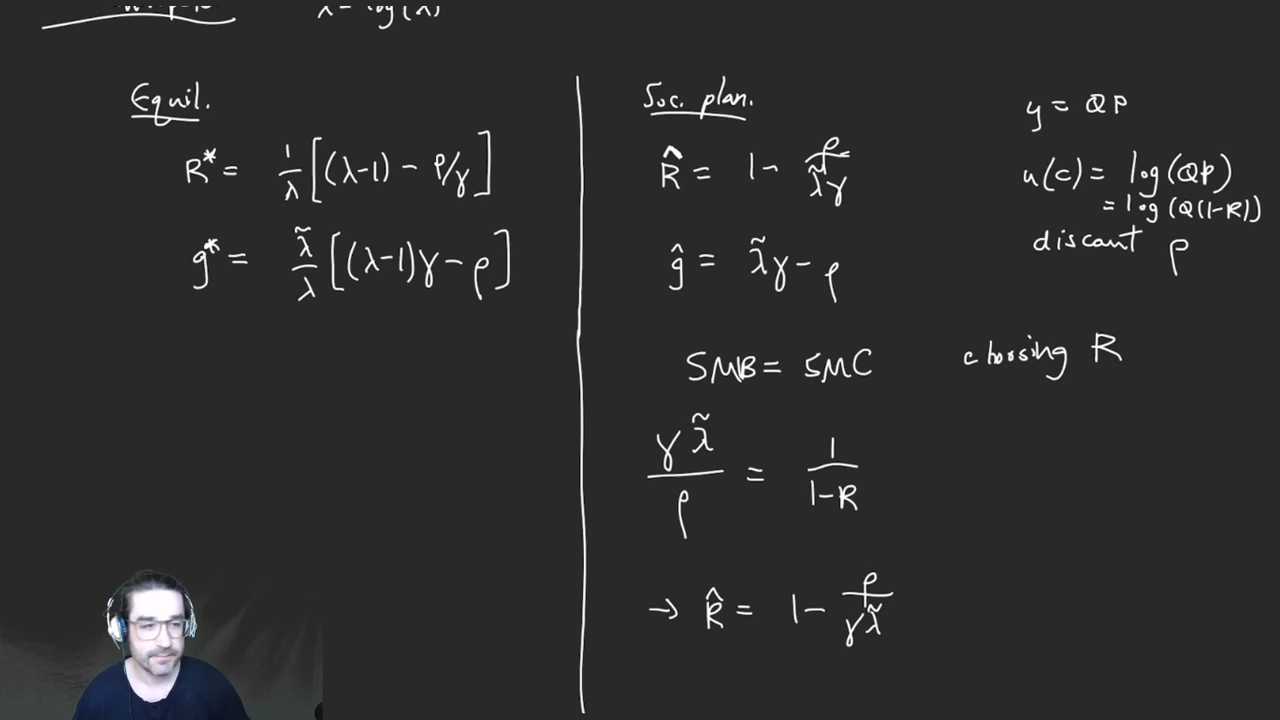 λ̃ = log(λ)
Equil.
R* = 1/λ [(λ-1) - ρ/γ]
g* = λ̃/λ [(λ-1)γ - ρ]
Soc. plan.
R̂ = 1 - ρ/(λ̃γ)
ĝ = λ̃γ - ρ
SMB = SMC
γλ̃/ρ = 1/(1-R)
→ R̂ = 1 - ρ/(γλ̃)
y = QP
u(c) = log(QP)
= log(Q(1-R))
discount ρ
choosing R